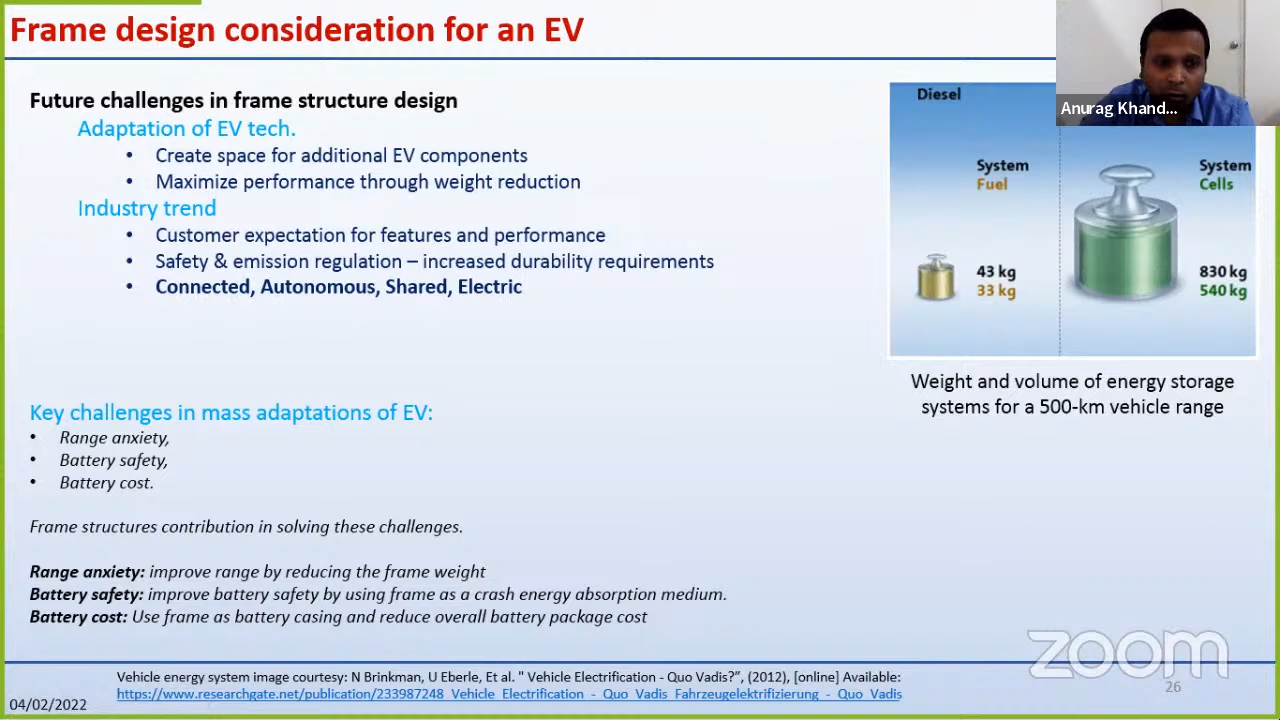 Frame design consideration for an EV
Future challenges in frame structure design
Adaptation of EV tech.
• Create space for additional EV components
• Maximize performance through weight reduction
Industry trend
• Customer expectation for features and performance
• Safety & emission regulation – increased durability requirements
• Connected, Autonomous, Shared, Electric
Diesel
System
Fuel
43 kg
33 kg
System
Cells
830 kg
540 kg
Anurag Khand...
Weight and volume of energy storage
systems for a 500-km vehicle range
Key challenges in mass adaptations of EV:
• Range anxiety,
• Battery safety,
• Battery cost.
Frame structures contribution in solving these challenges.
Range anxiety: improve range by reducing the frame weight
Battery safety: improve battery safety by using frame as a crash energy absorption medium.
Battery cost: Use frame as battery casing and reduce overall battery package cost
zoom
Vehicle energy system image courtesy: N Brinkman, U Eberle, Et al. " Vehicle Electrification - Quo Vadis?", (2012), [online] Available:
https://www.researchgate.net/publication/233987248_Vehicle_Electrification_-_Quo_Vadis_Fahrzeugelektrifizierung_-_Quo_Vadis
26
04/02/2022